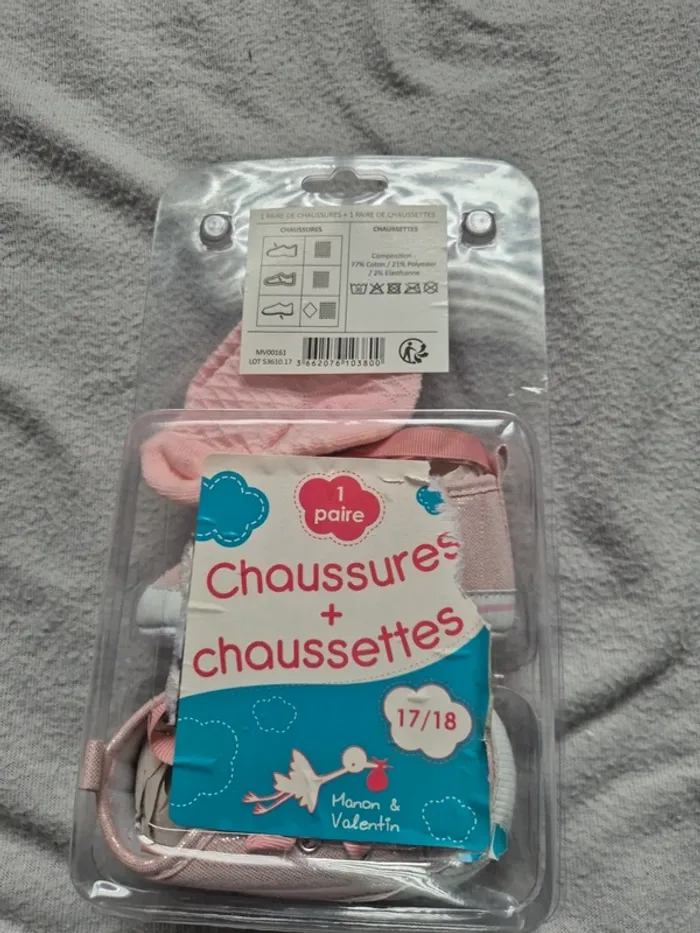 1 PAIRE DE CHAUSSURES + 1 PAIRE DE CHAUSSETTES
CHAUSSURES
CHAUSSETTES
Composition :
77% Coton / 21% Polyester
/ 2% Elasthanne
MV00161
LOT 53610.17
3 662076 103800
1
paire
Chaussures
+
chaussettes
17/18
Manon &
Valentin